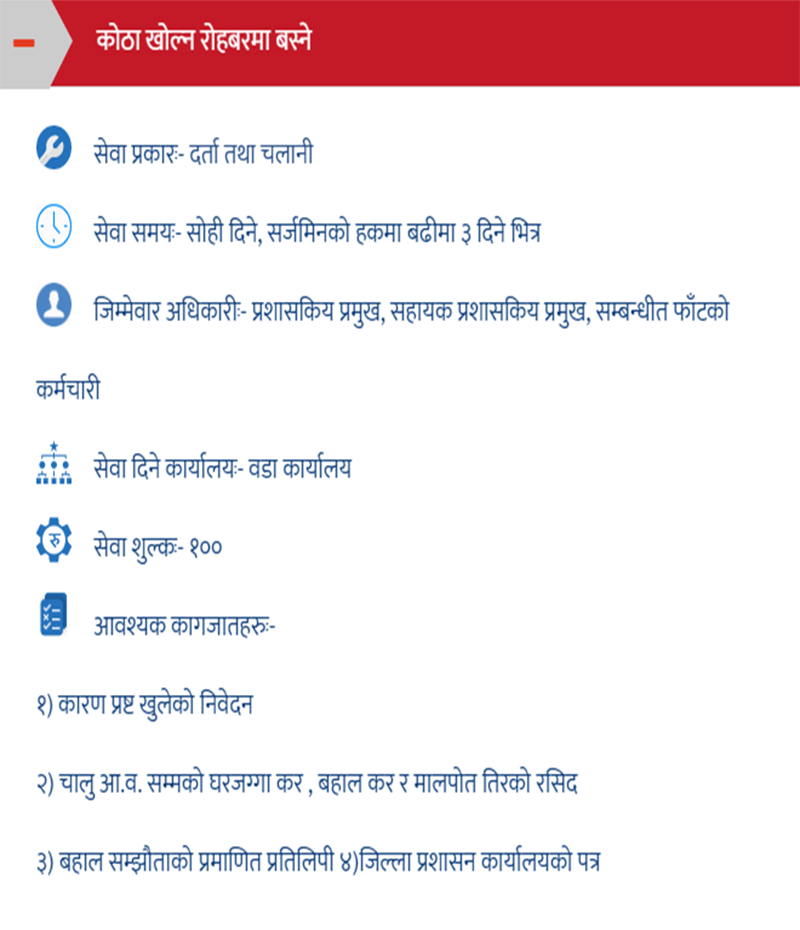 कोठा खोल्न रोहबरमा बस्ने
सेवा प्रकारः- दर्ता तथा चलानी
सेवा समयः- सोही दिने, सर्जमिनको हकमा बढीमा ३ दिने भित्र
जिम्मेवार अधिकारीः- प्रशासकिय प्रमुख, सहायक प्रशासकिय प्रमुख, सम्बन्धीत फाँटको
कर्मचारी
सेवा दिने कार्यालयः- वडा कार्यालय
रु
सेवा शुल्कः- १००
आवश्यक कागजातहरुः-
१) कारण प्रष्ट खुलेको निवेदन
२) चालु आ.व. सम्मको घरजग्गा कर , बहाल कर र मालपोत तिरको रसिद
३) बहाल सम्झौताको प्रमाणित प्रतिलिपी ४)जिल्ला प्रशासन कार्यालयको पत्र